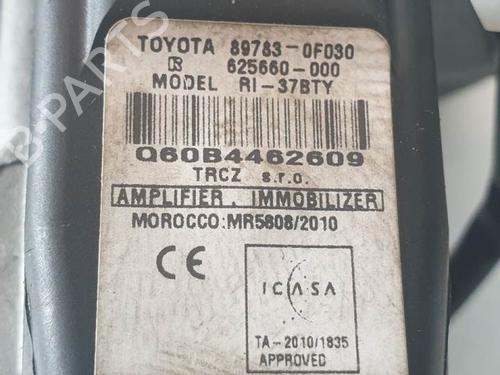 TOYOTA 89783-0F030
R 625660-000
MODEL RI-37BTY
Q60B4462609
TRCZ s.r.o.
AMPLIFIER, IMMOBILIZER
MOROCCO:MR5808/2010
CE
ICASA
TA-2010/1835
APPROVED
B-PARTS